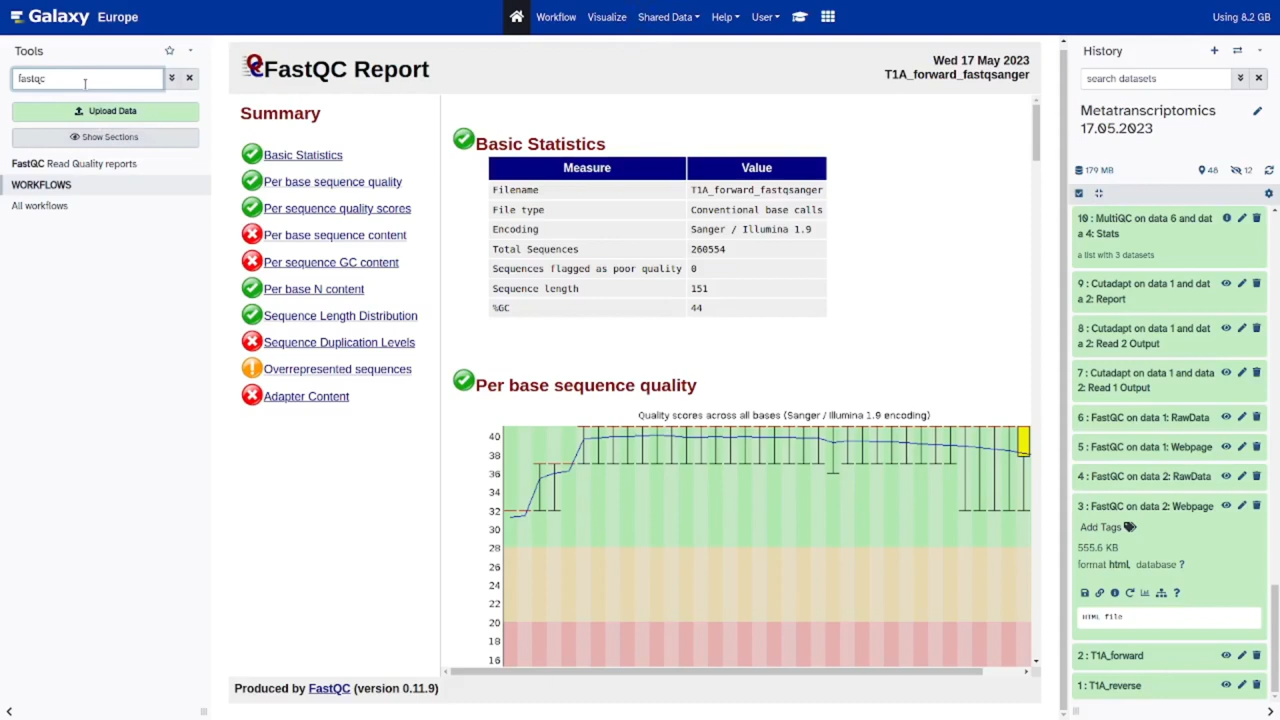 Galaxy Europe
Workflow
Visualize
Shared Data
Help
User
Using 8.2 GB
Tools
fastqc
Upload Data
Show Sections
FastQC Read Quality reports
WORKFLOWS
All workflows
FastQC Report
Wed 17 May 2023
T1A_forward_fastqsanger
Summary
Basic Statistics
Per base sequence quality
Per sequence quality scores
Per base sequence content
Per sequence GC content
Per base N content
Sequence Length Distribution
Sequence Duplication Levels
Overrepresented sequences
Adapter Content
Basic Statistics
Measure Value
Filename T1A_forward_fastqsanger
File type Conventional base calls
Encoding Sanger / Illumina 1.9
Total Sequences 260554
Sequences flagged as poor quality 0
Sequence length 151
%GC 44
Per base sequence quality
Quality scores across all bases (Sanger / Illumina 1.9 encoding)
40
38
36
34
32
30
28
26
24
22
20
18
16
Produced by FastQC (version 0.11.9)
History
search datasets
Metatranscriptomics
17.05.2023
179 MB
46
12
10 : MultiQC on data 6 and dat
a 4: Stats
a list with 3 datasets
9 : Cutadapt on data 1 and dat
a 2: Report
8 : Cutadapt on data 1 and dat
a 2: Read 2 Output
7 : Cutadapt on data 1 and data
2: Read 1 Output
6 : FastQC on data 1: RawData
5 : FastQC on data 1: Webpage
4 : FastQC on data 2: RawData
3 : FastQC on data 2: Webpage
Add Tags
555.6 KB
format html, database ?
?
HTML file
2 : T1A_forward
1 : T1A_reverse